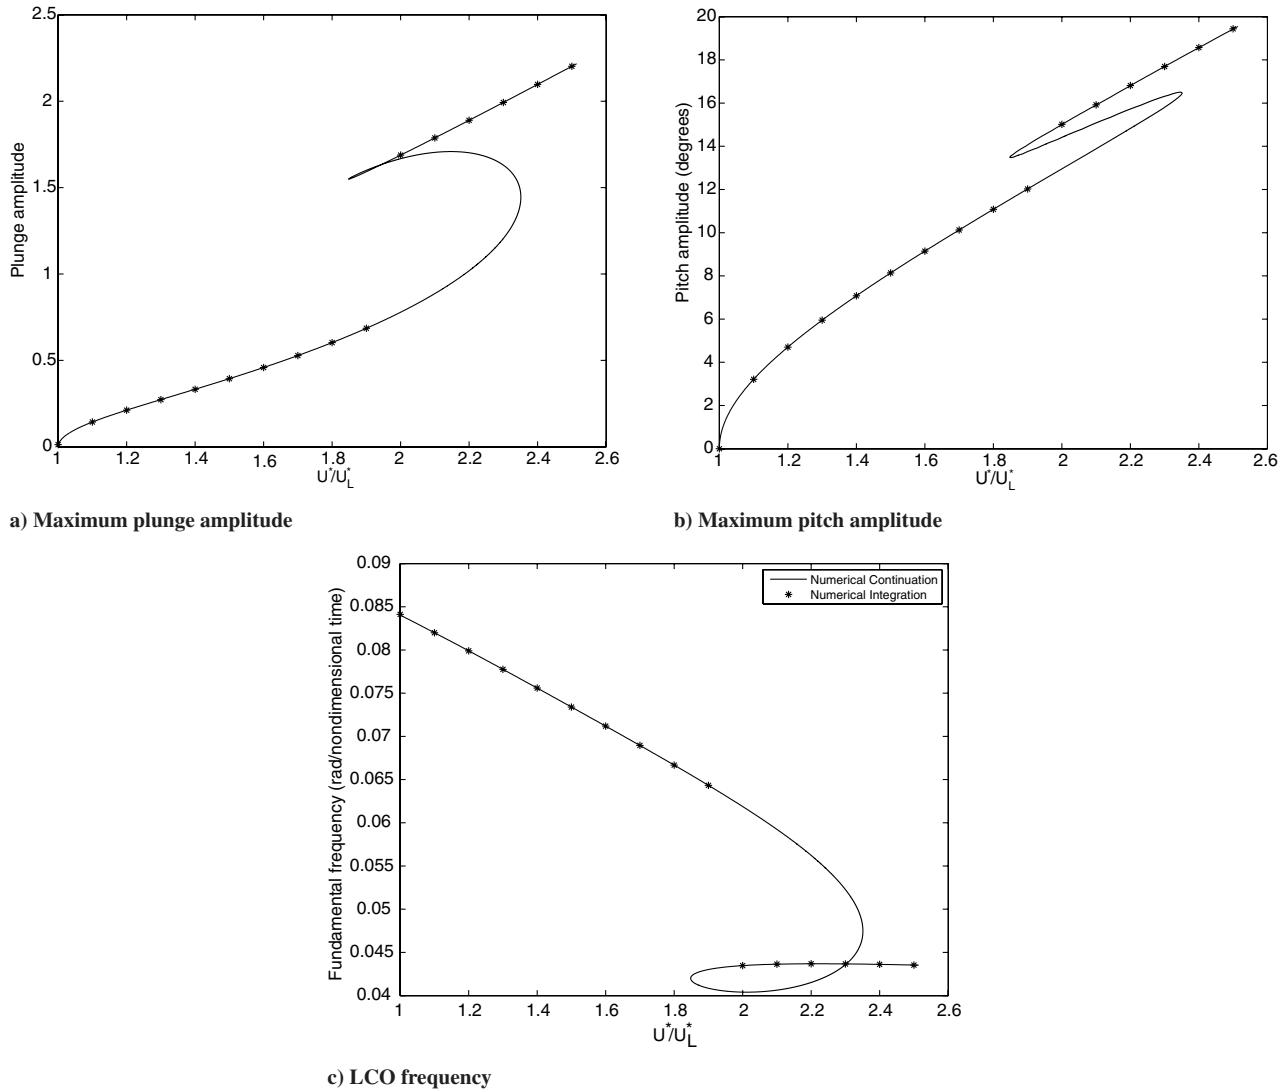 2.5
2
1.5
1
0.5
0
Plunge amplitude
1 1.2 1.4 1.6 1.8 2 2.2 2.4 2.6
U*/U*L
a) Maximum plunge amplitude
20
18
16
14
12
10
8
6
4
2
0
Pitch amplitude (degrees)
1 1.2 1.4 1.6 1.8 2 2.2 2.4 2.6
U*/U*L
b) Maximum pitch amplitude
0.09
0.085
0.08
0.075
0.07
0.065
0.06
0.055
0.05
0.045
0.04
Fundamental frequency (rad/nondimensional time)
Numerical Continuation
Numerical Integration
1 1.2 1.4 1.6 1.8 2 2.2 2.4 2.6
U*/U*L
c) LCO frequency